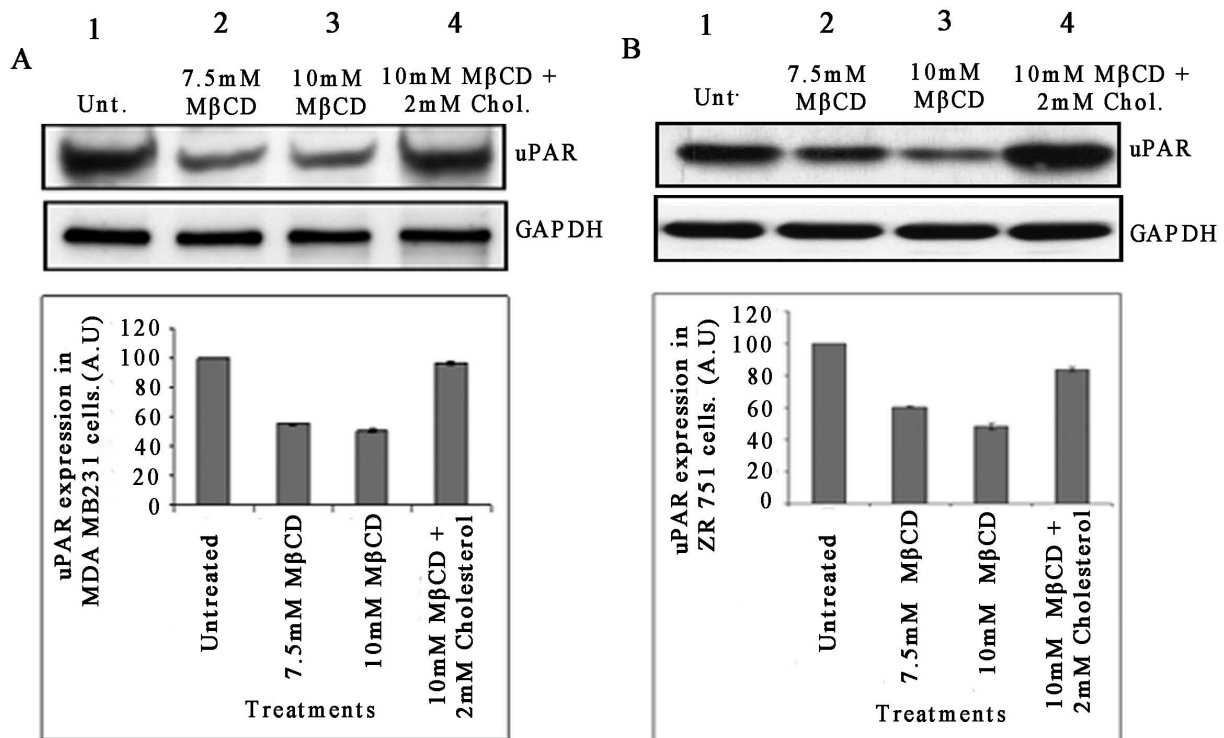 A
1 2 3 4
Unt.
7.5mM
MβCD
10mM
MβCD
10mM MβCD +
2mM Chol.
uPAR
GAPDH
uPAR expression in
MDA MB231 cells.(A.U)
120
100
80
60
40
20
0
Untreated
7.5mM MβCD
10mM MβCD
10mM MβCD +
2mM Cholesterol
Treatments
B
1 2 3 4
Unt·
7.5mM
MβCD
10mM
MβCD
10mM MβCD +
2mM Chol.
uPAR
GAPDH
uPAR expression in
ZR 751 cells. (A.U)
120
100
80
60
40
20
0
Untreated
7.5mM MβCD
10mM MβCD
10mM MβCD +
2mM Cholesterol
Treatments